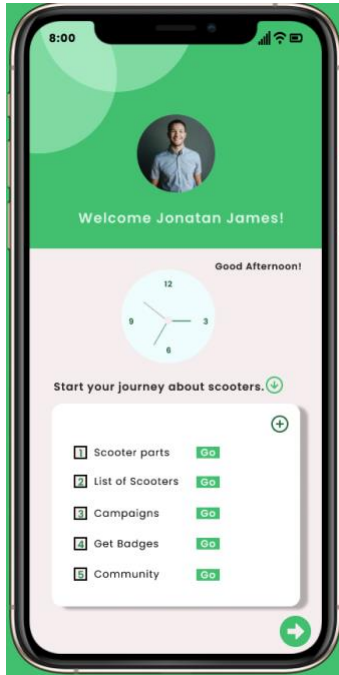 8:00
Welcome Jonatan James!
Good Afternoon!
12
9 3
6
Start your journey about scooters.
1 Scooter parts Go
2 List of Scooters Go
3 Campaigns Go
4 Get Badges Go
5 Community Go